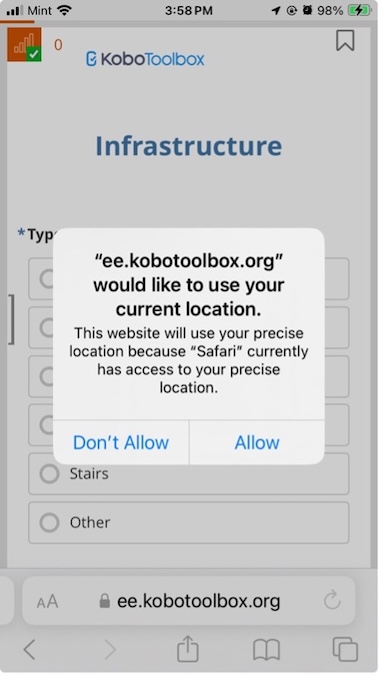 Mint 3:58 PM 98%
0
KoboToolbox
Infrastructure
"ee.kobotoolbox.org"
would like to use your
current location.
This website will use your precise
location because "Safari" currently
has access to your precise
location.
Don't Allow Allow
Stairs
Other
AA ee.kobotoolbox.org